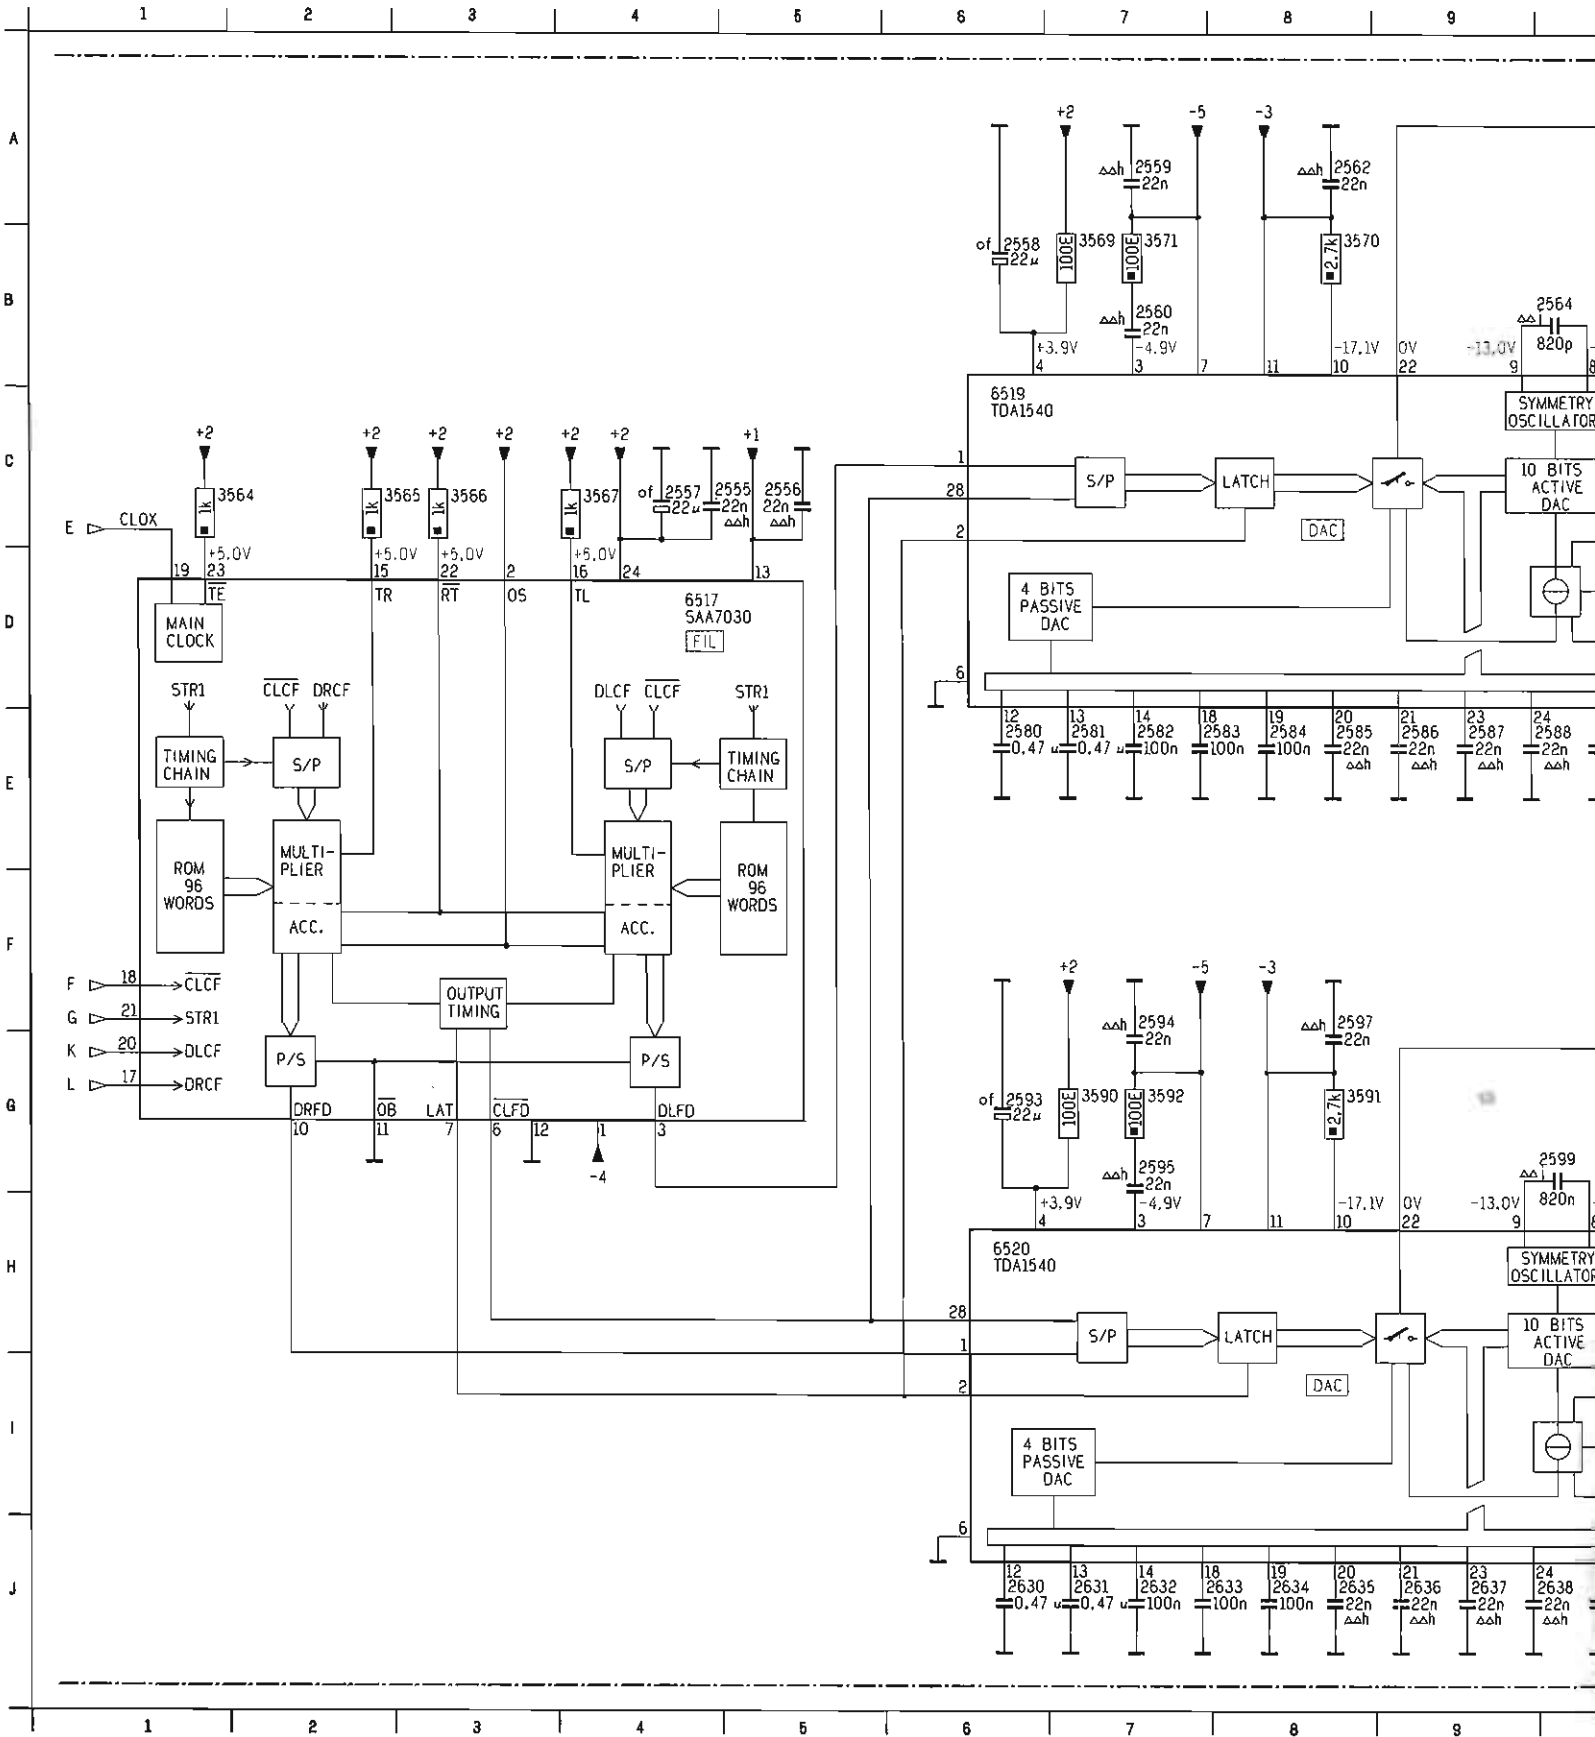 1 2 3 4 5 6 7 8 9
A
+2 -5 -3
△△h 2559 22n
△△h 2562 22n
of 2558 22µ
100E 3569
100E 3571
2.7k 3570
B
△△h 2560 22n
△△ 2564 820p
+3.9V -4.9V -17.1V 0V -13.0V
4 3 7 11 10 22 9 8
6519
TDA1540
SYMMETRY
OSCILLATOR
C
+2 +2 +2 +2 +2 +2 +1
1k 3564
1k 3565
1k 3566
1k 3567
of 2557 22µ
2555 22n △△h
2556 22n △△h
1
28
2
S/P
LATCH
10 BITS
ACTIVE
DAC
DAC
E CLOX
+5.0V +5.0V +5.0V +5.0V
19 23 15 22 2 16 24 13
TE TR RT OS TL
D
MAIN
CLOCK
6517
SAA7030
FIL
4 BITS
PASSIVE
DAC
6
STR1 CLCF DRCF DLCF CLCF STR1
12 13 14 18 19 20 21 23 24
2580 2581 2582 2583 2584 2585 2586 2587 2588
0,47 µ 0,47 µ 100n 100n 100n 22n 22n 22n 22n
△△h △△h △△h △△h
E
TIMING
CHAIN
S/P
S/P
TIMING
CHAIN
MULTI-
PLIER
MULTI-
PLIER
ROM
96
WORDS
ROM
96
WORDS
F
ACC.
ACC.
F 18 CLCF
G 21 STR1
K 20 DLCF
L 17 DRCF
OUTPUT
TIMING
P/S
P/S
+2 -5 -3
△△h 2594 22n
△△h 2597 22n
G
DRFD OB LAT CLFD DLFD
10 11 7 6 12 1 3
-4
of 2593 22µ
100E 3590
100E 3592
2,7k 3591
△△h 2595 22n
△△ 2599 820n
+3,9V -4,9V -17.1V 0V -13.0V
4 3 7 11 10 22 9 8
H
6520
TDA1540
SYMMETRY
OSCILLATOR
28
1
2
S/P
LATCH
10 BITS
ACTIVE
DAC
DAC
I
4 BITS
PASSIVE
DAC
6
J
12 13 14 18 19 20 21 23 24
2630 2631 2632 2633 2634 2635 2636 2637 2638
0,47 µ 0,47 µ 100n 100n 100n 22n 22n 22n 22n
△△h △△h △△h △△h
1 2 3 4 5 6 7 8 9